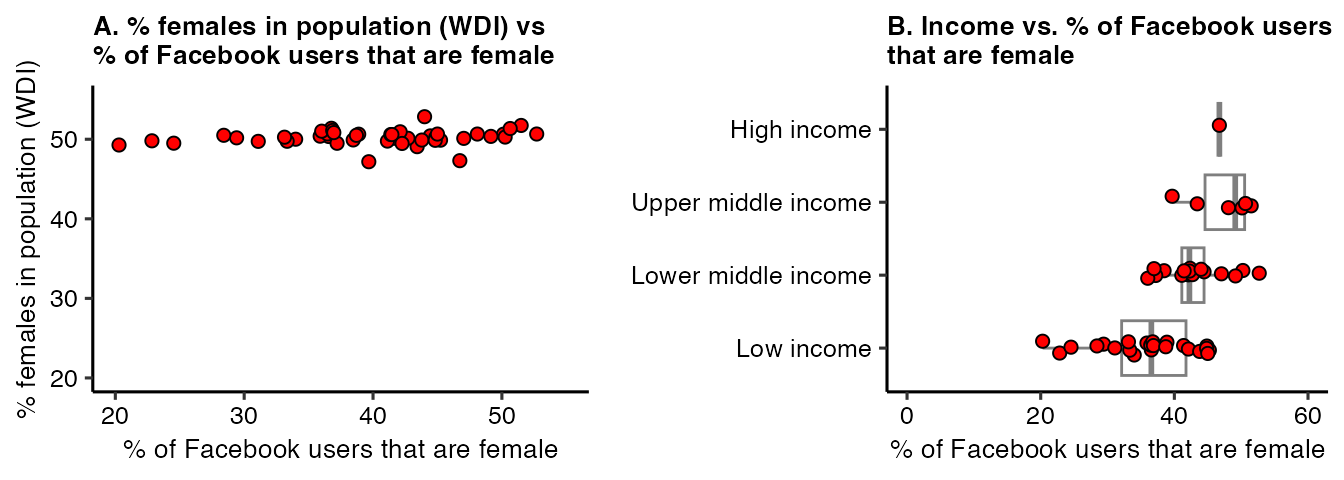 A. % females in population (WDI) vs
% of Facebook users that are female
% females in population (WDI)
50
40
30
20
20 30 40 50
% of Facebook users that are female
B. Income vs. % of Facebook users
that are female
High income
Upper middle income
Lower middle income
Low income
0 20 40 60
% of Facebook users that are female